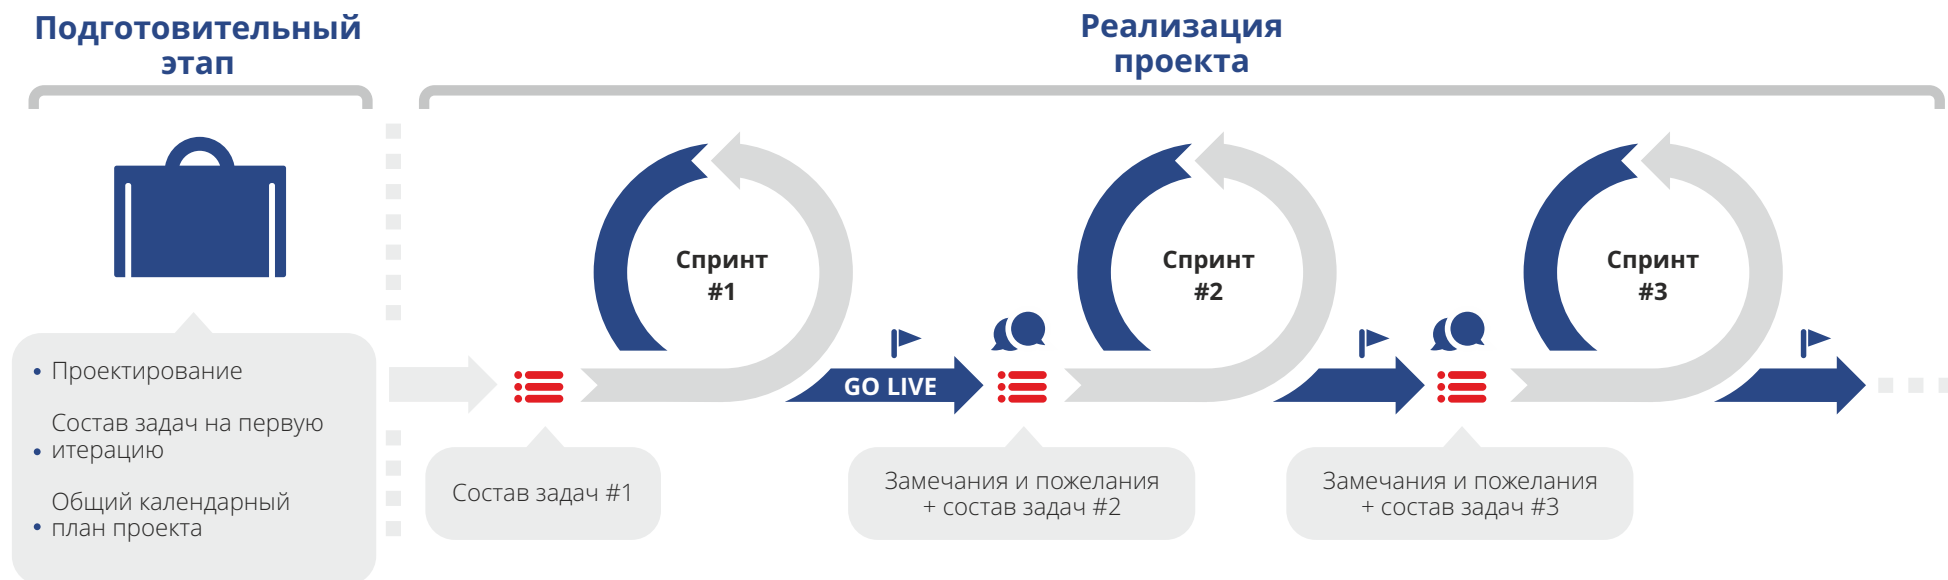 Подготовительный
этап
Реализация
проекта
Спринт
#1
Спринт
#2
Спринт
#3
GO LIVE
• Проектирование
Состав задач на первую
• итерацию
Общий календарный
• план проекта
Состав задач #1
Замечания и пожелания
+ состав задач #2
Замечания и пожелания
+ состав задач #3